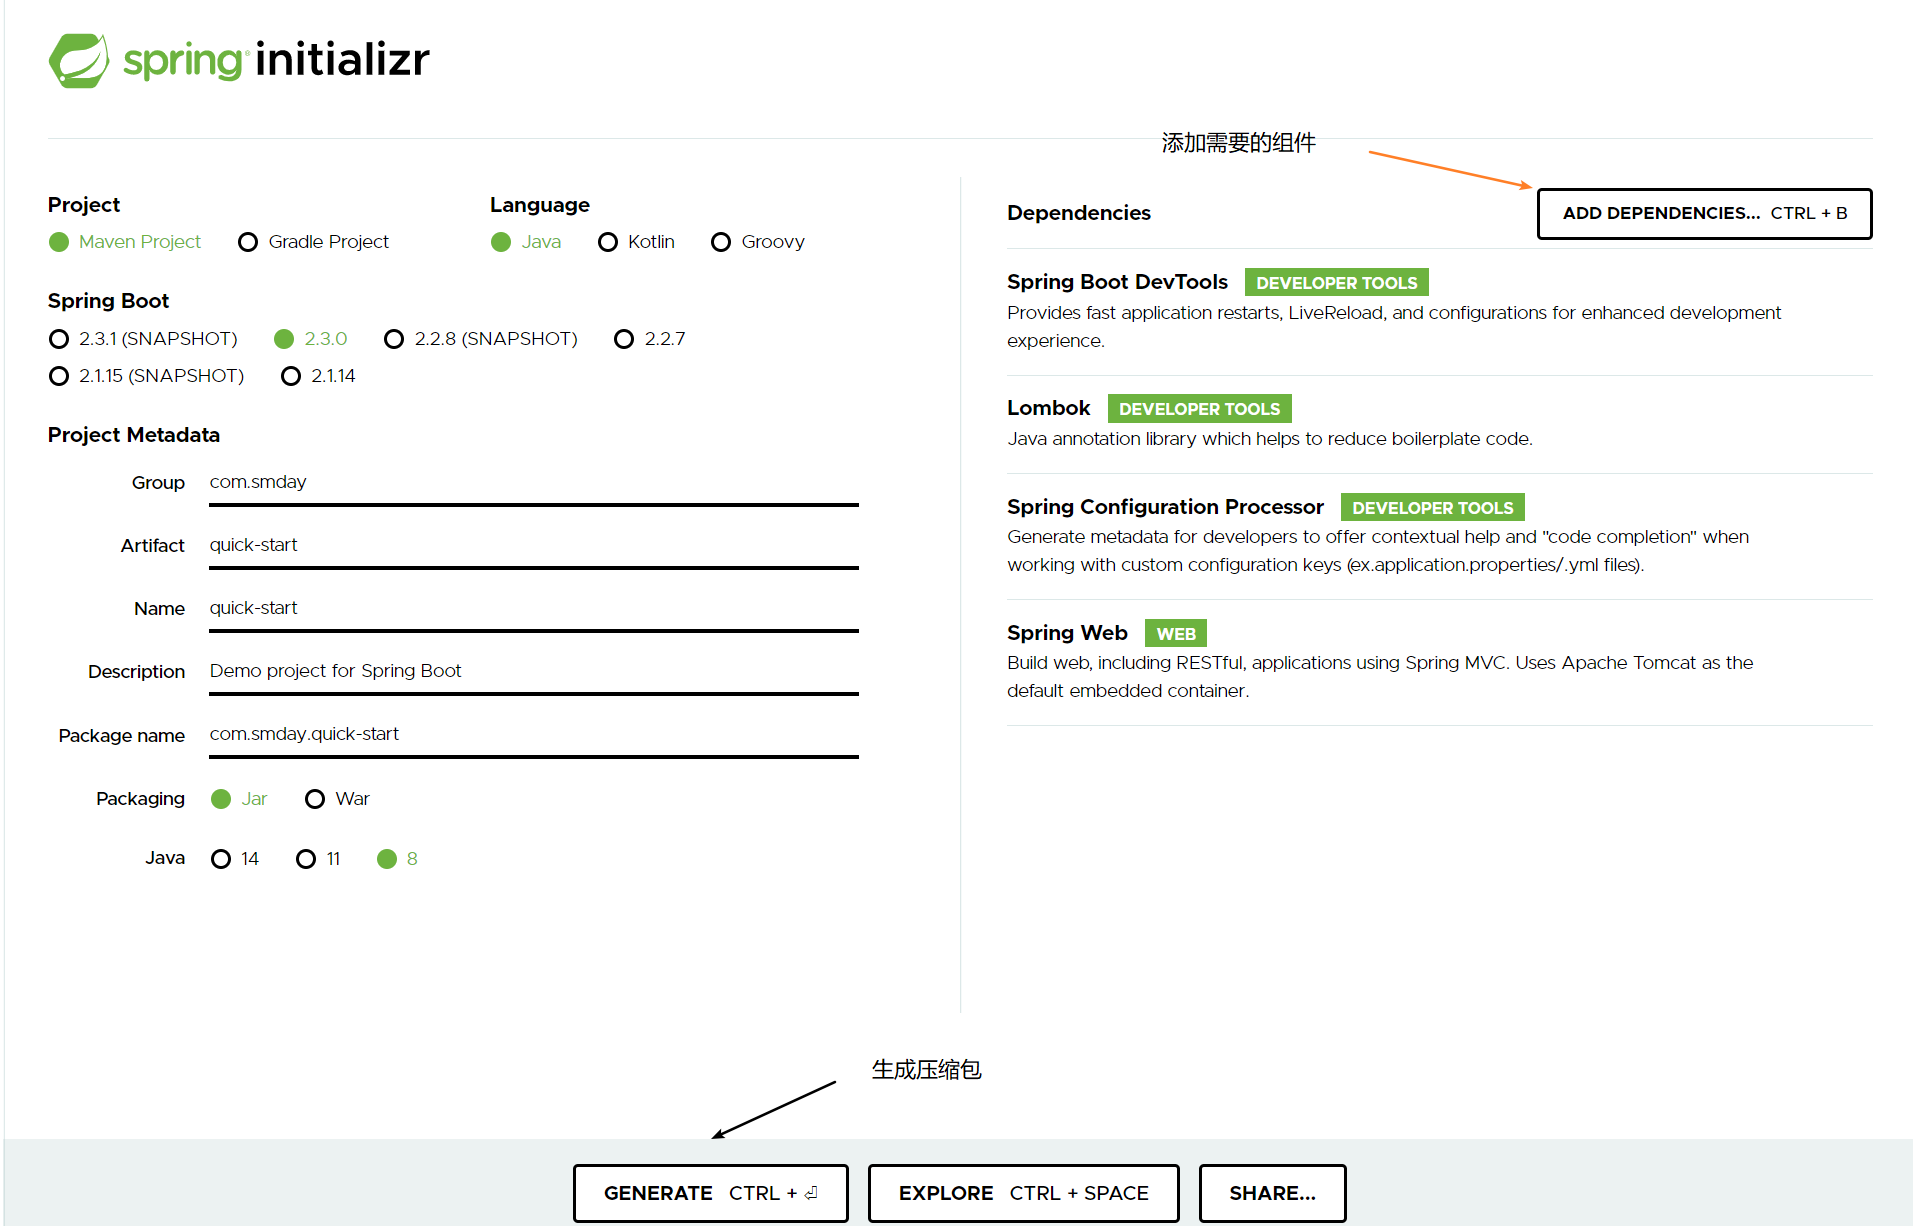 spring initializr
添加需要的组件
Project
Maven Project Gradle Project
Language
Java Kotlin Groovy
Spring Boot
2.3.1 (SNAPSHOT) 2.3.0 2.2.8 (SNAPSHOT) 2.2.7
2.1.15 (SNAPSHOT) 2.1.14
Project Metadata
Group com.smday
Artifact quick-start
Name quick-start
Description Demo project for Spring Boot
Package name com.smday.quick-start
Packaging Jar War
Java 14 11 8
Dependencies
ADD DEPENDENCIES... CTRL + B
Spring Boot DevTools DEVELOPER TOOLS
Provides fast application restarts, LiveReload, and configurations for enhanced development
experience.
Lombok DEVELOPER TOOLS
Java annotation library which helps to reduce boilerplate code.
Spring Configuration Processor DEVELOPER TOOLS
Generate metadata for developers to offer contextual help and "code completion" when
working with custom configuration keys (ex.application.properties/.yml files).
Spring Web WEB
Build web, including RESTful, applications using Spring MVC. Uses Apache Tomcat as the
default embedded container.
生成压缩包
GENERATE CTRL + ⏎
EXPLORE CTRL + SPACE
SHARE...